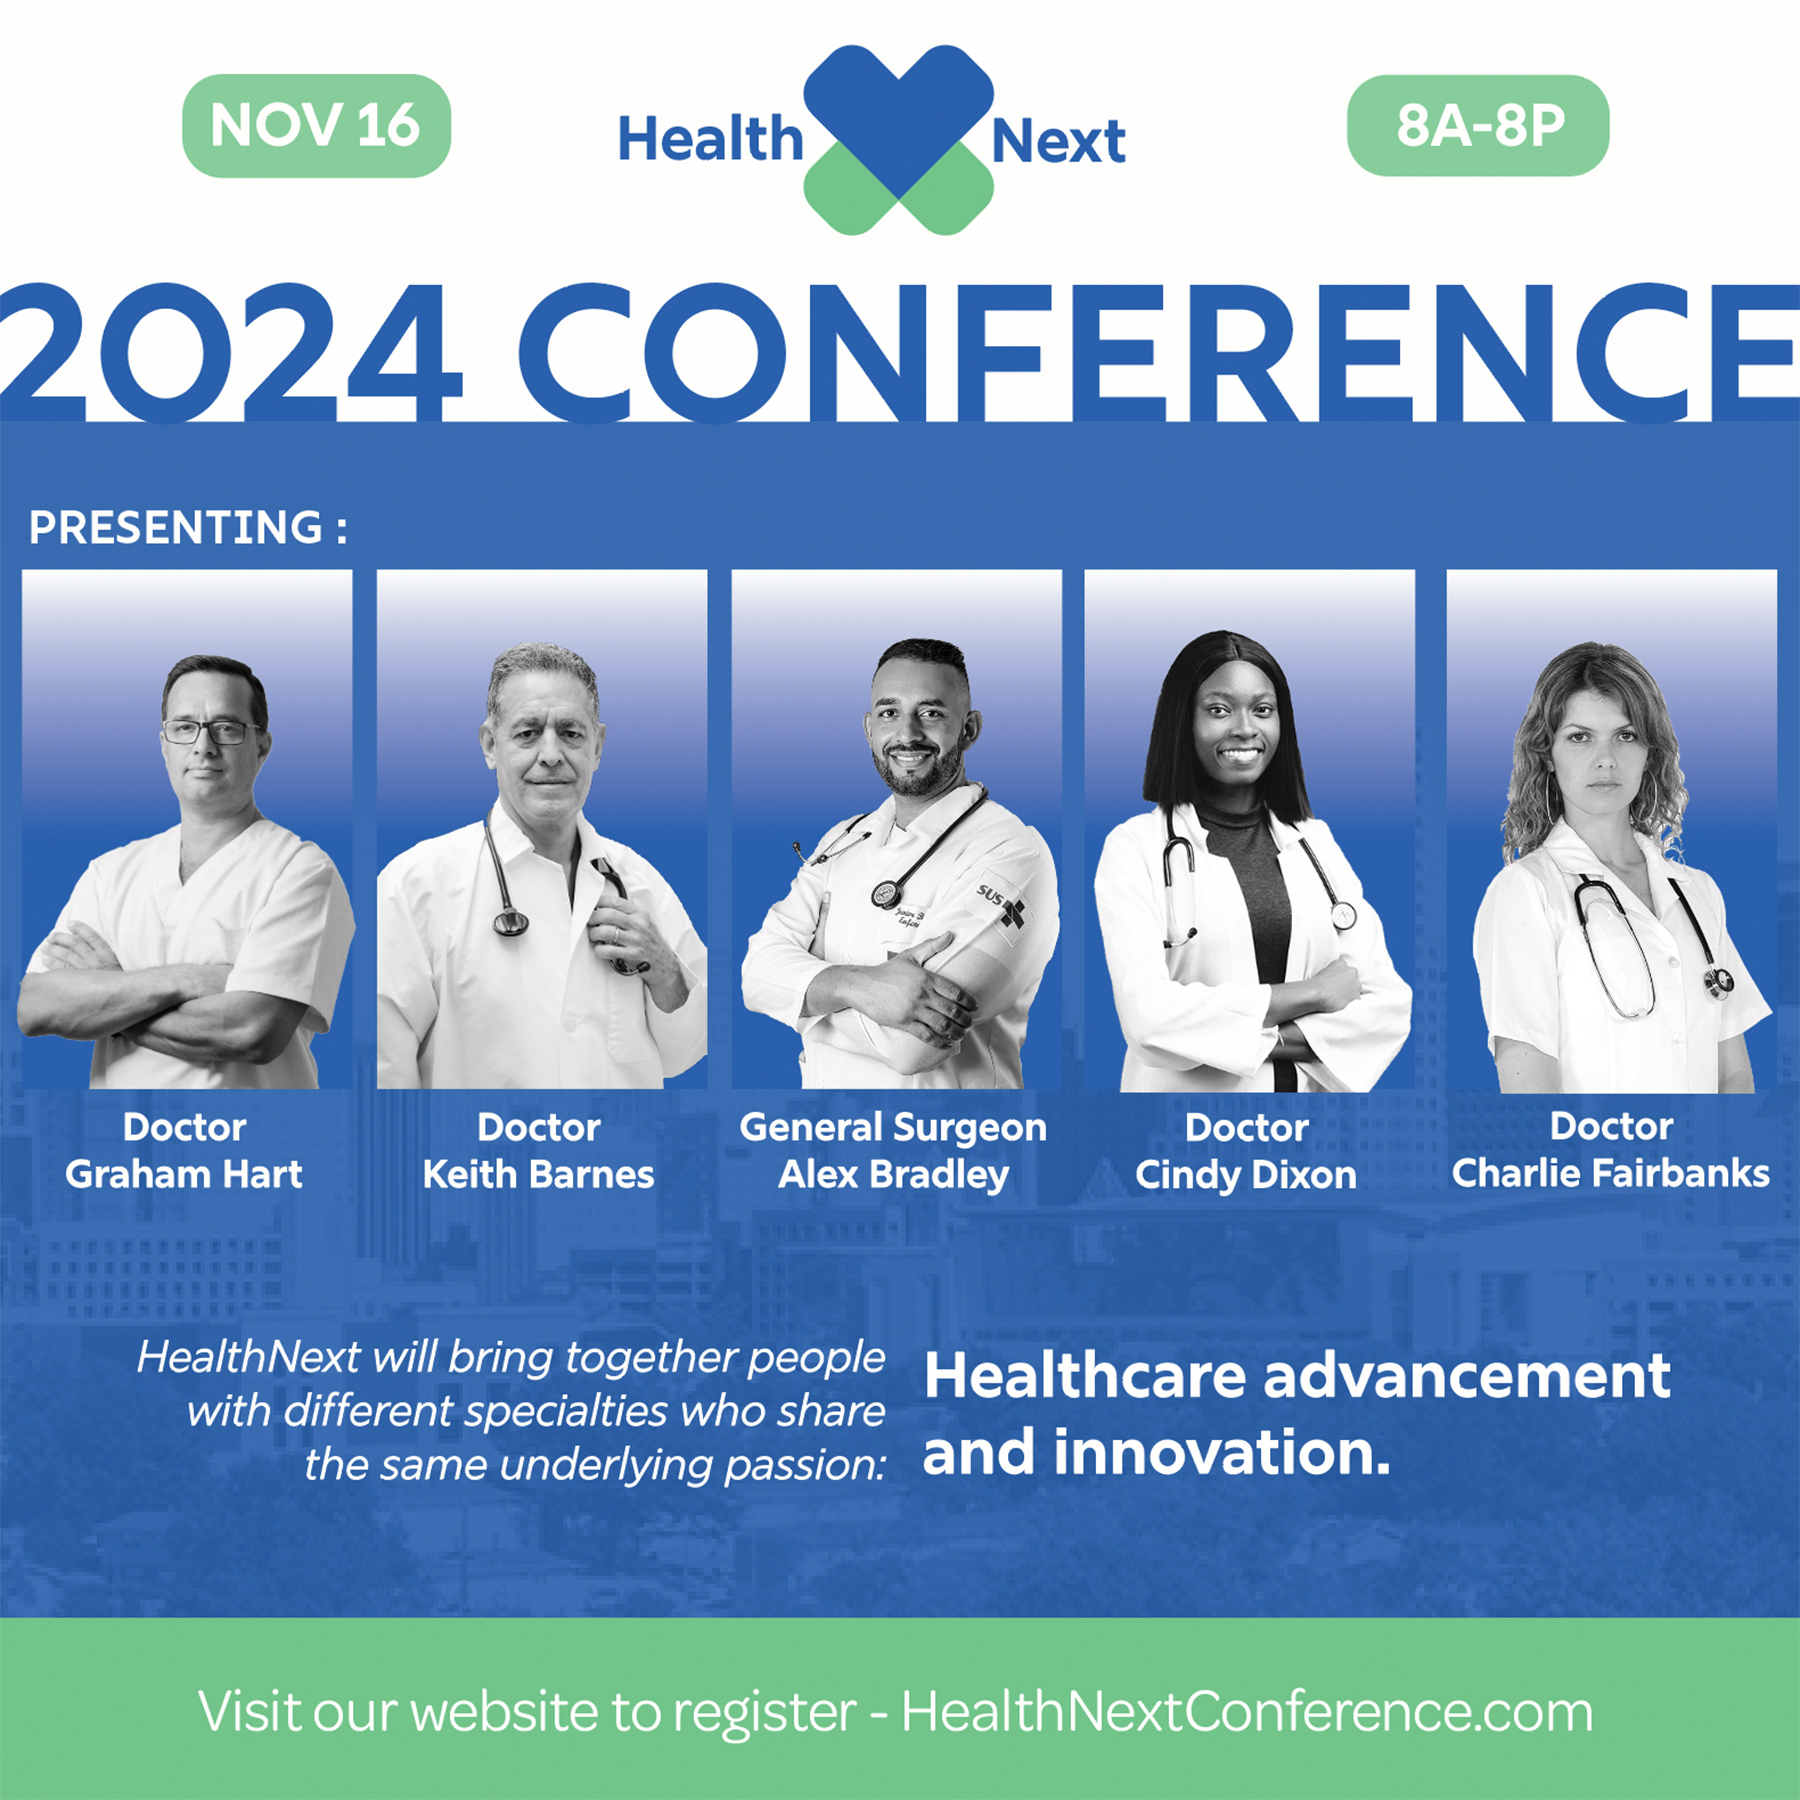 NOV 16
Health Next
8A-8P
2024 CONFERENCE
PRESENTING :
SUS
Doctor
Graham Hart
Doctor
Keith Barnes
General Surgeon
Alex Bradley
Doctor
Cindy Dixon
Doctor
Charlie Fairbanks
HealthNext will bring together people
with different specialties who share
the same underlying passion:
Healthcare advancement
and innovation.
Visit our website to register - HealthNextConference.com